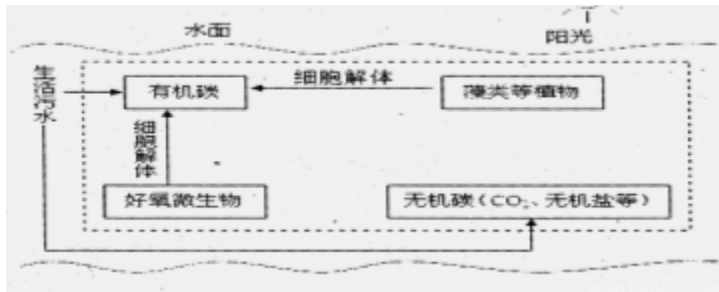 水面
阳光
生活污水
有机碳
细胞解体
藻类等植物
细胞解体
好氧微生物
无机碳(CO₂、无机盐等)